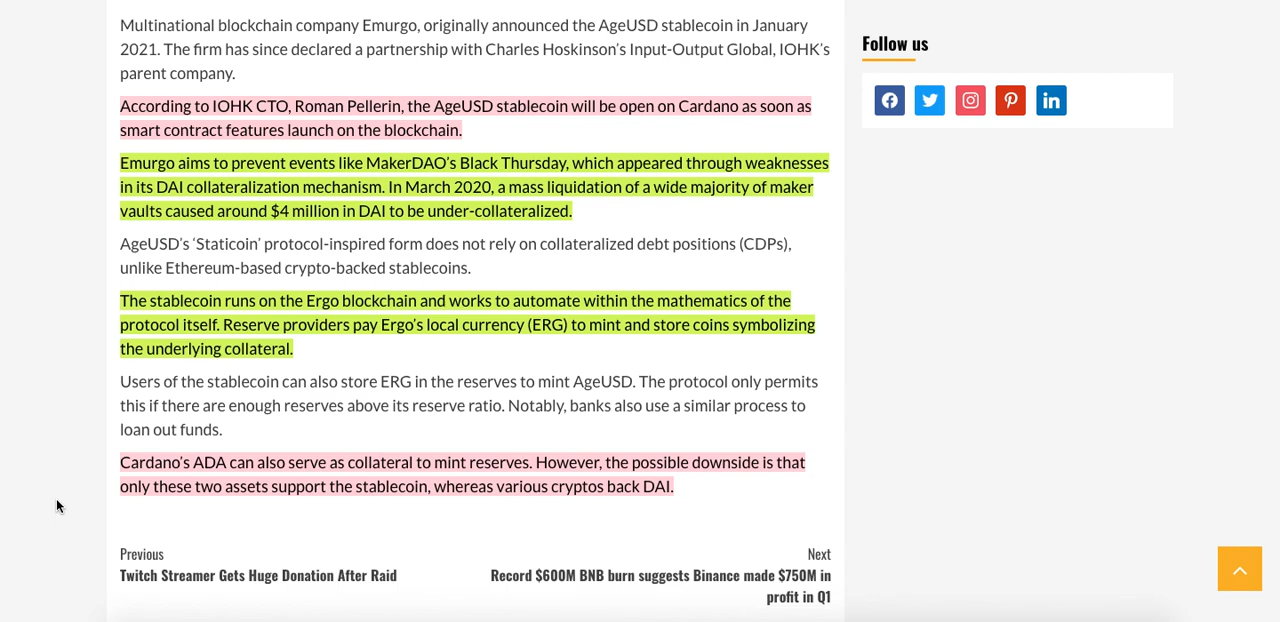 Multinational blockchain company Emurgo, originally announced the AgeUSD stablecoin in January
2021. The firm has since declared a partnership with Charles Hoskinson’s Input-Output Global, IOHK’s
parent company.
According to IOHK CTO, Roman Pellerin, the AgeUSD stablecoin will be open on Cardano as soon as
smart contract features launch on the blockchain.
Emurgo aims to prevent events like MakerDAO’s Black Thursday, which appeared through weaknesses
in its DAI collateralization mechanism. In March 2020, a mass liquidation of a wide majority of maker
vaults caused around $4 million in DAI to be under-collateralized.
AgeUSD’s ‘Staticoin’ protocol-inspired form does not rely on collateralized debt positions (CDPs),
unlike Ethereum-based crypto-backed stablecoins.
The stablecoin runs on the Ergo blockchain and works to automate within the mathematics of the
protocol itself. Reserve providers pay Ergo’s local currency (ERG) to mint and store coins symbolizing
the underlying collateral.
Users of the stablecoin can also store ERG in the reserves to mint AgeUSD. The protocol only permits
this if there are enough reserves above its reserve ratio. Notably, banks also use a similar process to
loan out funds.
Cardano’s ADA can also serve as collateral to mint reserves. However, the possible downside is that
only these two assets support the stablecoin, whereas various cryptos back DAI.
Previous
Twitch Streamer Gets Huge Donation After Raid
Next
Record $600M BNB burn suggests Binance made $750M in
profit in Q1
Follow us